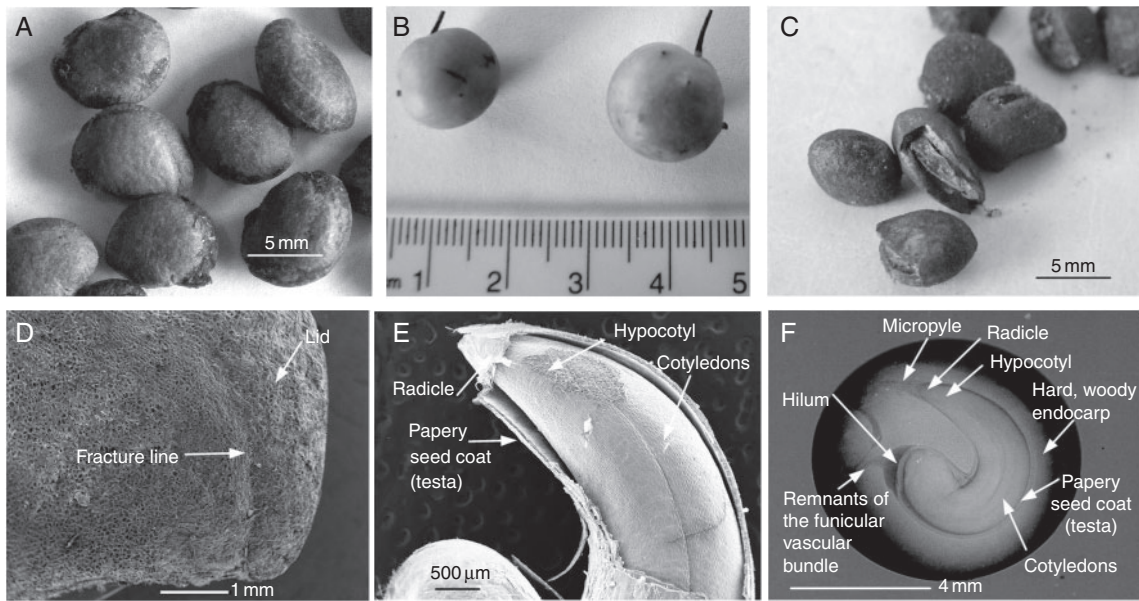 A
5 mm
B
cm 1 2 3 4 5
C
5 mm
D
Lid
Fracture line
1 mm
E
Hypocotyl
Cotyledons
Radicle
Papery
seed coat
(testa)
500 µm
F
Micropyle
Radicle
Hypocotyl
Hilum
Hard, woody
endocarp
Remnants of
the funicular
vascular
bundle
Papery
seed coat
(testa)
Cotyledons
4 mm